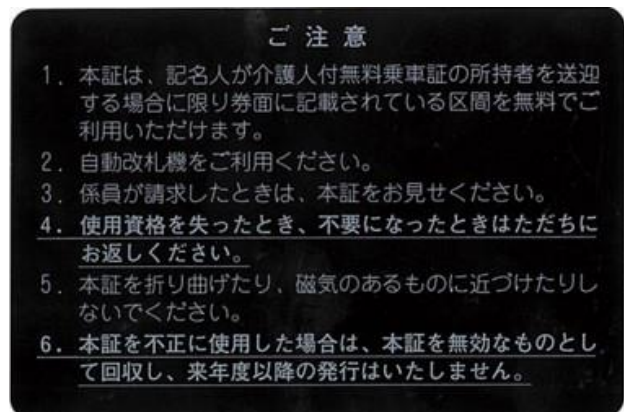 ご注意
1. 本証は、記名人が介護人付無料乗車証の所持者を送迎
する場合に限り券面に記載されている区間を無料でご
利用いただけます。
2. 自動改札機をご利用ください。
3. 係員が請求したときは、本証をお見せください。
4. 使用資格を失ったとき、不要になったときはただちに
お返しください。
5. 本証を折り曲げたり、磁気のあるものに近づけたりし
ないでください。
6. 本証を不正に使用した場合は、本証を無効なものとし
て回収し、来年度以降の発行はいたしません。